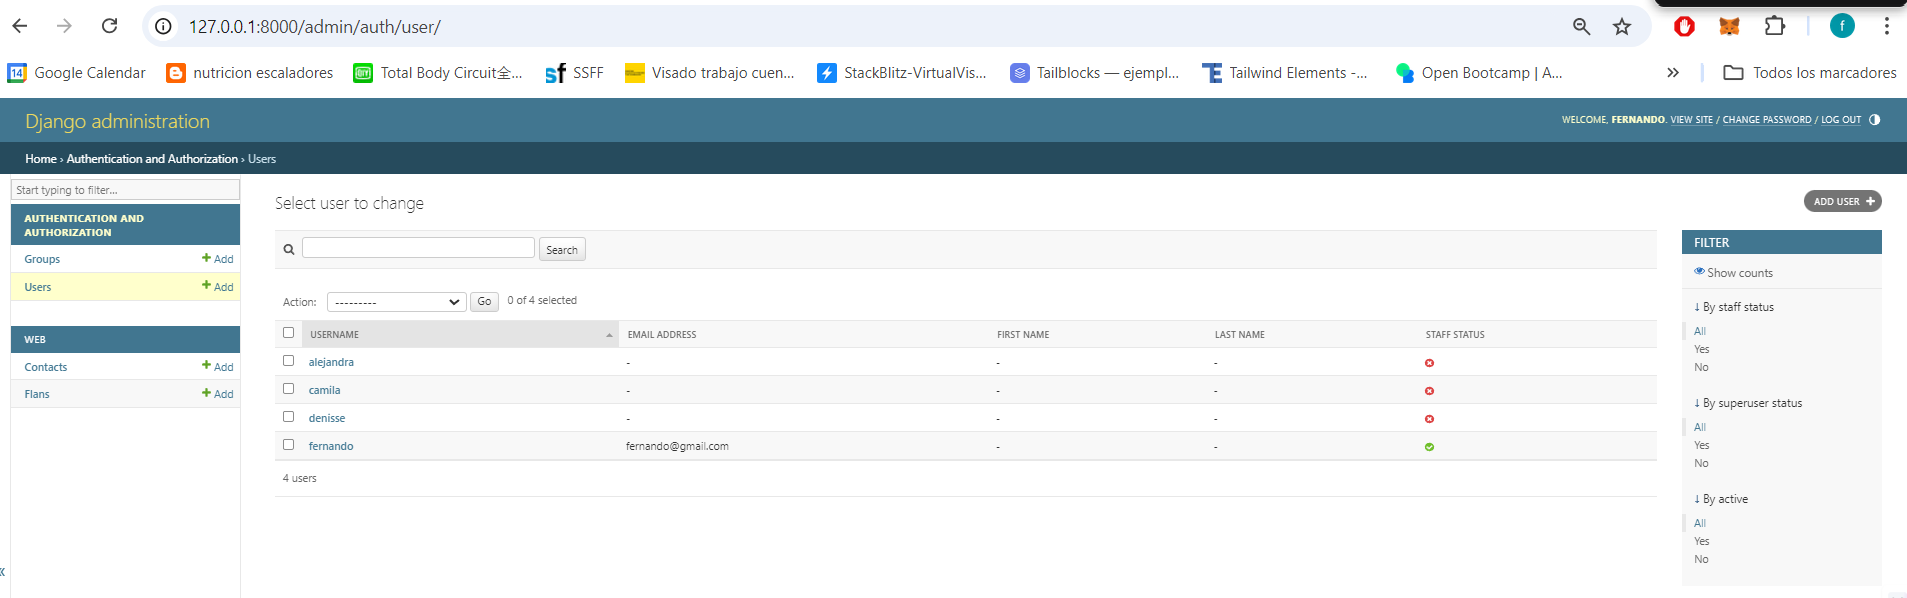 127.0.0.1:8000/admin/auth/user/
f
14 Google Calendar nutricion escaladores Total Body Circuit全... SSFF Visado trabajo cuen... StackBlitz-VirtualVis... Tailblocks — ejempl... Tailwind Elements -... Open Bootcamp | A... » Todos los marcadores
Django administration
WELCOME, FERNANDO. VIEW SITE / CHANGE PASSWORD / LOG OUT
Home › Authentication and Authorization › Users
Start typing to filter...
AUTHENTICATION AND
AUTHORIZATION
Groups + Add
Users + Add
WEB
Contacts + Add
Flans + Add
Select user to change
ADD USER +
Search
Action: --------- Go 0 of 4 selected
USERNAME EMAIL ADDRESS FIRST NAME LAST NAME STAFF STATUS
alejandra - - -
camila - - -
denisse - - -
fernando fernando@gmail.com - -
4 users
FILTER
Show counts
↓ By staff status
All
Yes
No
↓ By superuser status
All
Yes
No
↓ By active
All
Yes
No
«